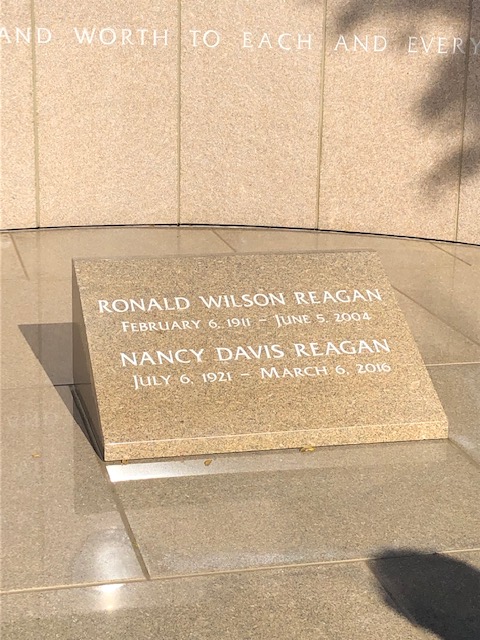 AND WORTH TO EACH AND EVERY
RONALD WILSON REAGAN
FEBRUARY 6, 1911 – JUNE 5, 2004
NANCY DAVIS REAGAN
JULY 6, 1921 – MARCH 6, 2016